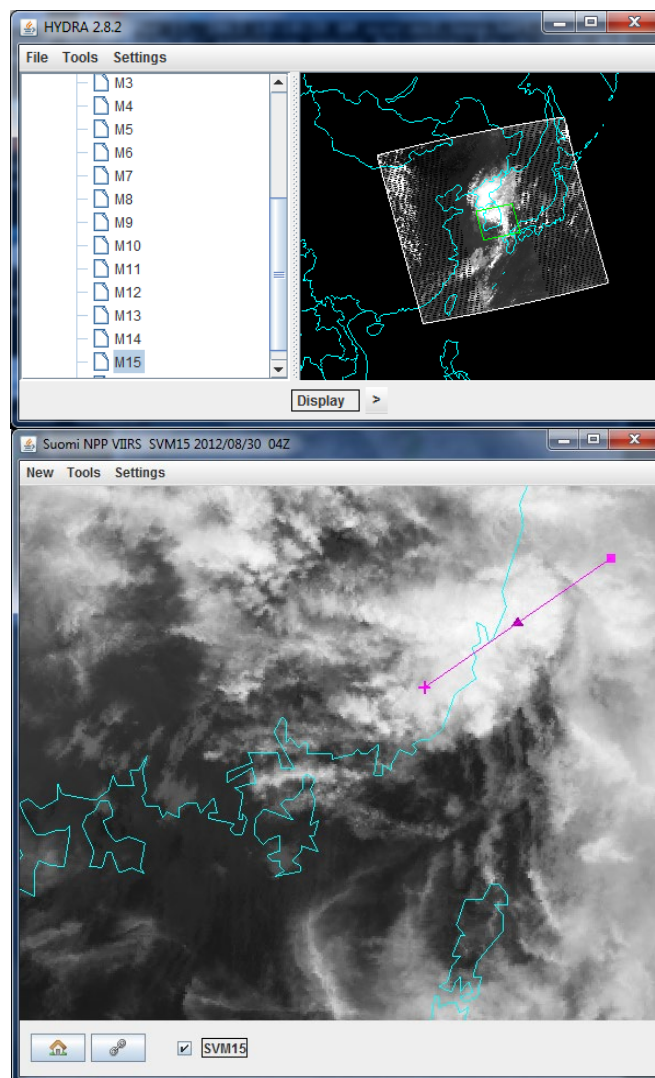 HYDRA 2.8.2
File Tools Settings
M3
M4
M5
M6
M7
M8
M9
M10
M11
M12
M13
M14
M15
Display >
Suomi NPP VIIRS SVM15 2012/08/30 04Z
New Tools Settings
SVM15